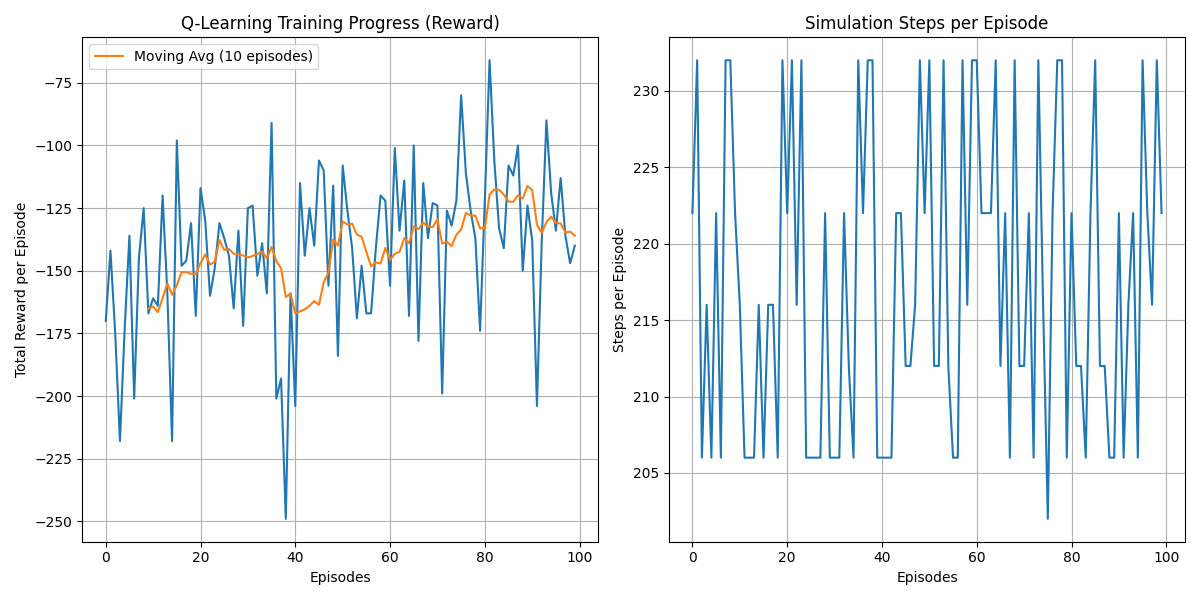 Q-Learning Training Progress (Reward)
Moving Avg (10 episodes)
Total Reward per Episode
−75
−100
−125
−150
−175
−200
−225
−250
0 20 40 60 80 100
Episodes
Simulation Steps per Episode
Steps per Episode
230
225
220
215
210
205
0 20 40 60 80 100
Episodes